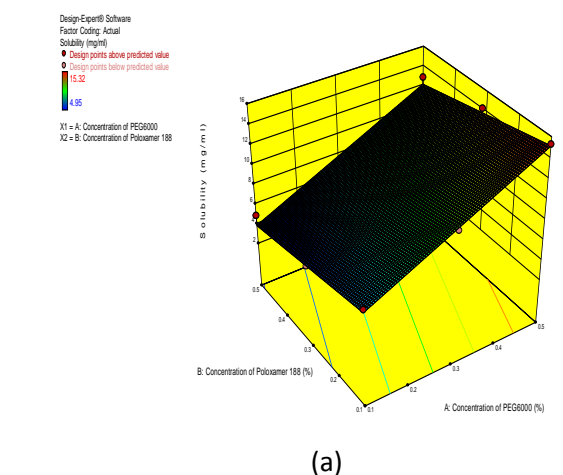 Design-Expert® Software
Factor Coding: Actual
Solubility (mg/ml)
Design points above predicted value
Design points below predicted value
15.32
4.95
X1 = A: Concentration of PEG6000
X2 = B: Concentration of Poloxamer 188
16
14
12
10
8
6
4
2
Solubility (mg/ml)
0.5
0.4
0.3
0.2
0.1
B: Concentration of Poloxamer 188 (%)
0.1
0.2
0.3
0.4
0.5
A: Concentration of PEG6000 (%)
(a)